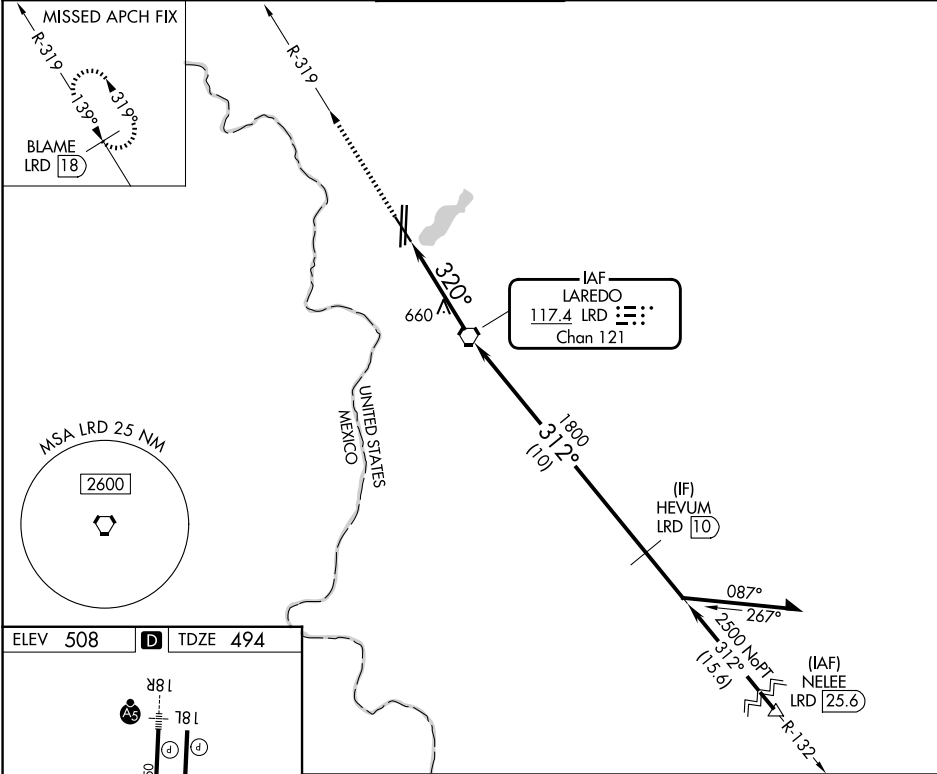 MISSED APCH FIX
R-319
319°
139°
BLAME
LRD 18
R-319
320°
660
IAF
LAREDO
117.4 LRD
Chan 121
UNITED STATES
MEXICO
1800
312°
(10)
(IF)
HEVUM
LRD 10
087°
267°
2500 NoPT
312°
(15.6)
(IAF)
NELEE
LRD 25.6
R-132
MSA LRD 25 NM
2600
ELEV 508 D TDZE 494
18R
A5
18L
P
P